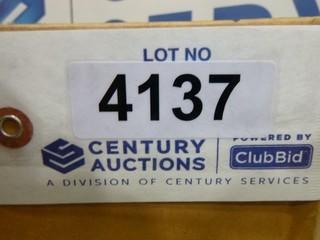 LOT NO
4137
CENTURY AUCTIONS
POWERED BY
ClubBid
A DIVISION OF CENTURY SERVICES